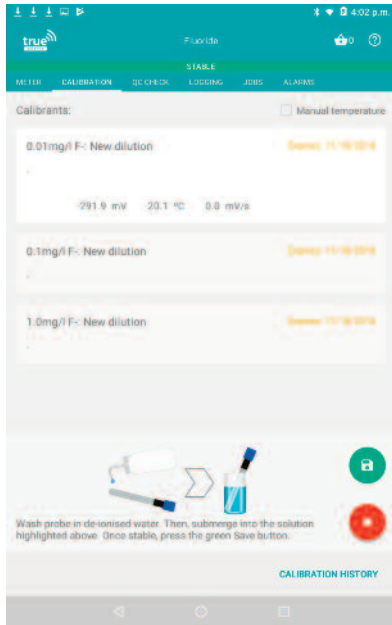 4:02 p.m.
true
Fluoride
0
STABLE
METER CALIBRATION QC CHECK LOGGING JOBS ALARMS
Calibrants:
Manual temperature
0.01mg/l F-: New dilution
.
-291.9 mV 20.1 ºC 0.0 mV/s
0.1mg/l F-: New dilution
1.0mg/l F-: New dilution
.
Wash probe in de-ionised water. Then, submerge into the solution
highlighted above. Once stable, press the green Save button.
CALIBRATION HISTORY